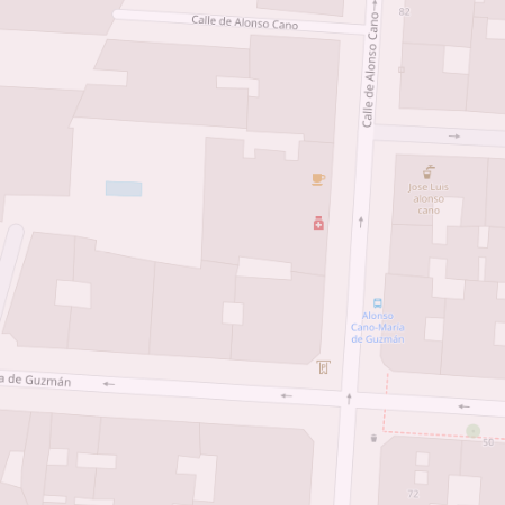 82
Calle de Alonso Cano
Calle de Alonso Cano
Jose Luis
alonso
cano
Alonso
Cano-María
de Guzmán
a de Guzmán
50
72